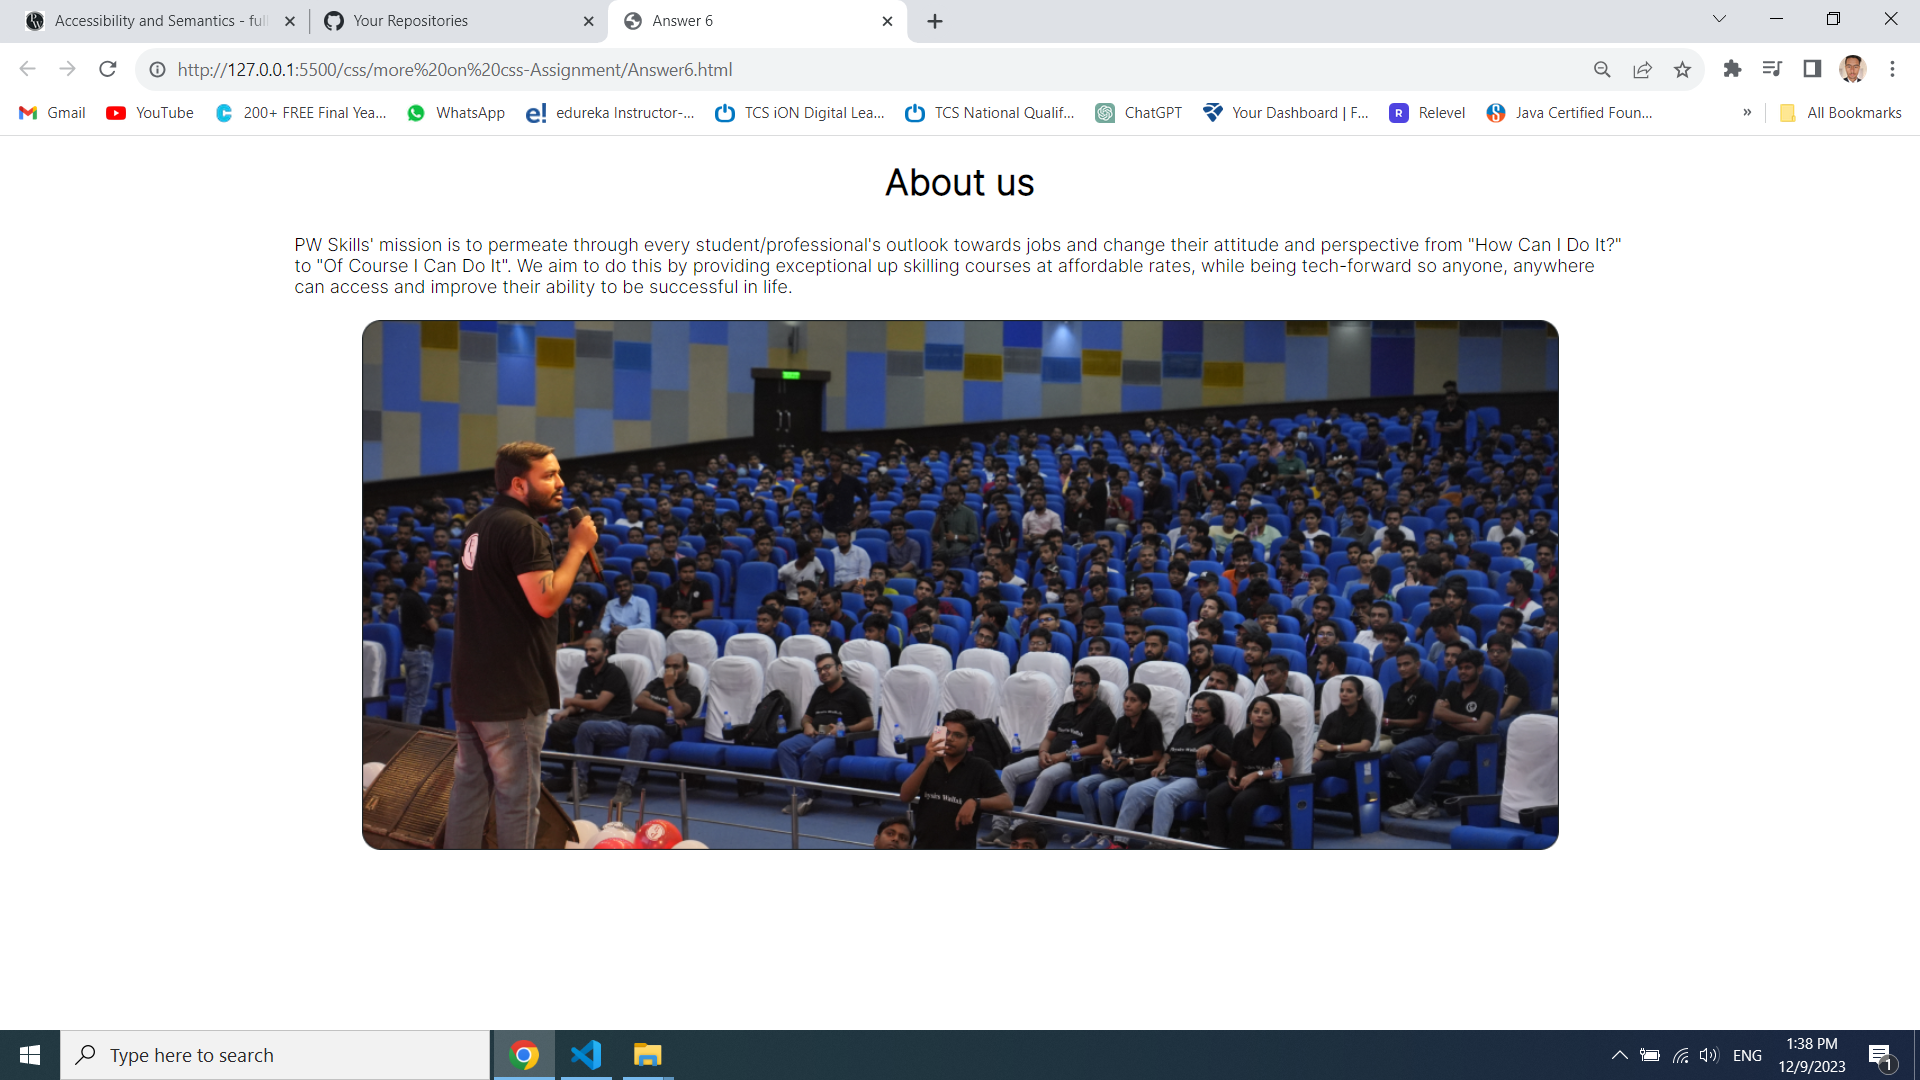 Accessibility and Semantics - full
Your Repositories
Answer 6
http://127.0.0.1:5500/css/more%20on%20css-Assignment/Answer6.html
Gmail
YouTube
200+ FREE Final Yea...
WhatsApp
e! edureka Instructor-...
TCS iON Digital Lea...
TCS National Qualif...
ChatGPT
Your Dashboard | F...
R Relevel
Java Certified Foun...
»
All Bookmarks
About us
PW Skills' mission is to permeate through every student/professional's outlook towards jobs and change their attitude and perspective from "How Can I Do It?"
to "Of Course I Can Do It". We aim to do this by providing exceptional up skilling courses at affordable rates, while being tech-forward so anyone, anywhere
can access and improve their ability to be successful in life.
Physics Wallah
Type here to search
ENG
1:38 PM
12/9/2023
1